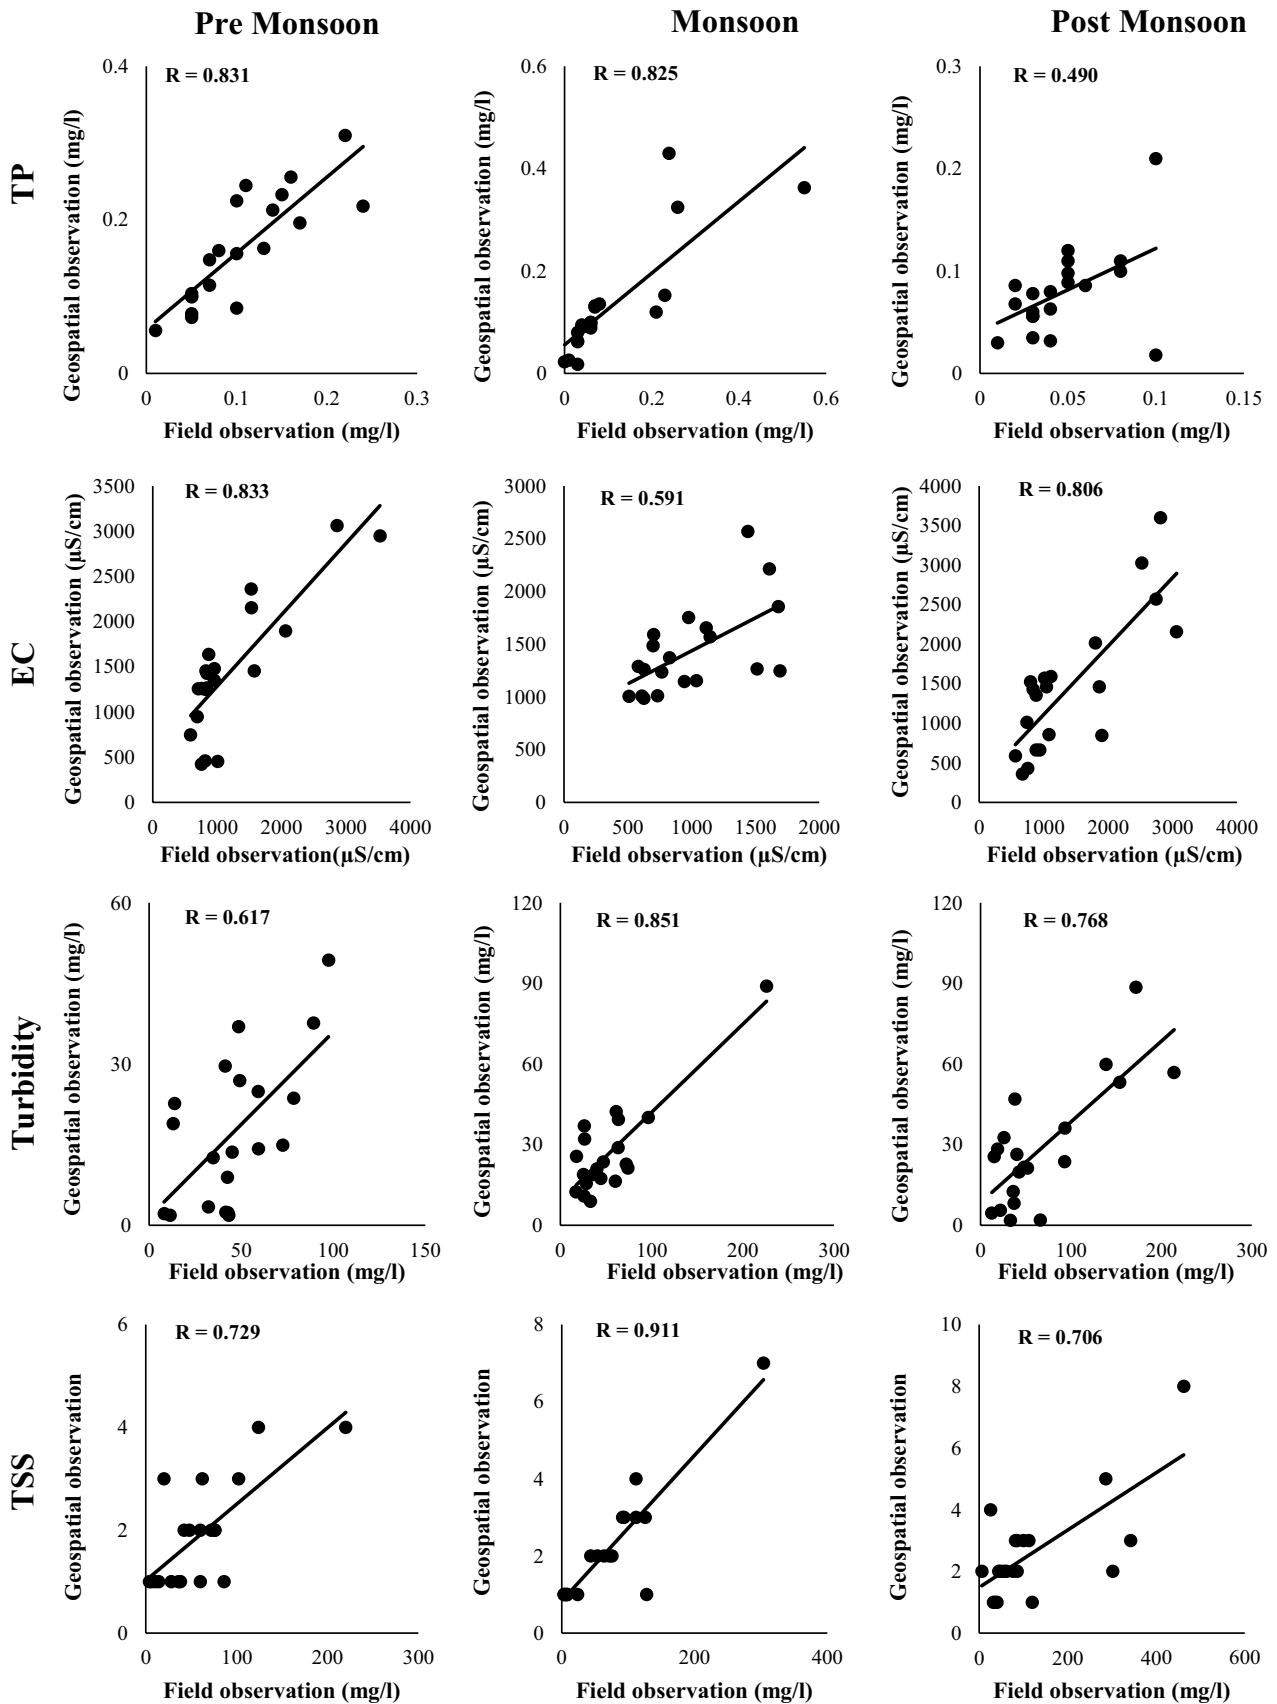 Pre Monsoon
Monsoon
Post Monsoon
TP
R = 0.831
Geospatial observation (mg/l)
0.4
0.2
0
0
0.1
0.2
0.3
Field observation (mg/l)
R = 0.825
Geospatial observation (mg/l)
0.6
0.4
0.2
0
0
0.2
0.4
0.6
Field observation (mg/l)
R = 0.490
Geospatial observation (mg/l)
0.3
0.2
0.1
0
0
0.05
0.1
0.15
Field observation (mg/l)
EC
R = 0.833
Geospatial observation (µS/cm)
3500
3000
2500
2000
1500
1000
500
0
0
1000
2000
3000
4000
Field observation(µS/cm)
R = 0.591
Geospatial observation (µS/cm)
3000
2500
2000
1500
1000
500
0
0
500
1000
1500
2000
Field observation (µS/cm)
R = 0.806
Geospatial observation (µS/cm)
4000
3500
3000
2500
2000
1500
1000
500
0
0
1000
2000
3000
4000
Field observation (µS/cm)
Turbidity
R = 0.617
Geospatial observation (mg/l)
60
30
0
0
50
100
150
Field observation (mg/l)
R = 0.851
Geospatial observation (mg/l)
120
90
60
30
0
0
100
200
300
Field observation (mg/l)
R = 0.768
Geospatial observation (mg/l)
120
90
60
30
0
0
100
200
300
Field observation (mg/l)
TSS
R = 0.729
Geospatial observation
6
4
2
0
0
100
200
300
Field observation (mg/l)
R = 0.911
Geospatial observation
8
6
4
2
0
0
200
400
Field observation (mg/l)
R = 0.706
Geospatial observation
10
8
6
4
2
0
0
200
400
600
Field observation (mg/l)